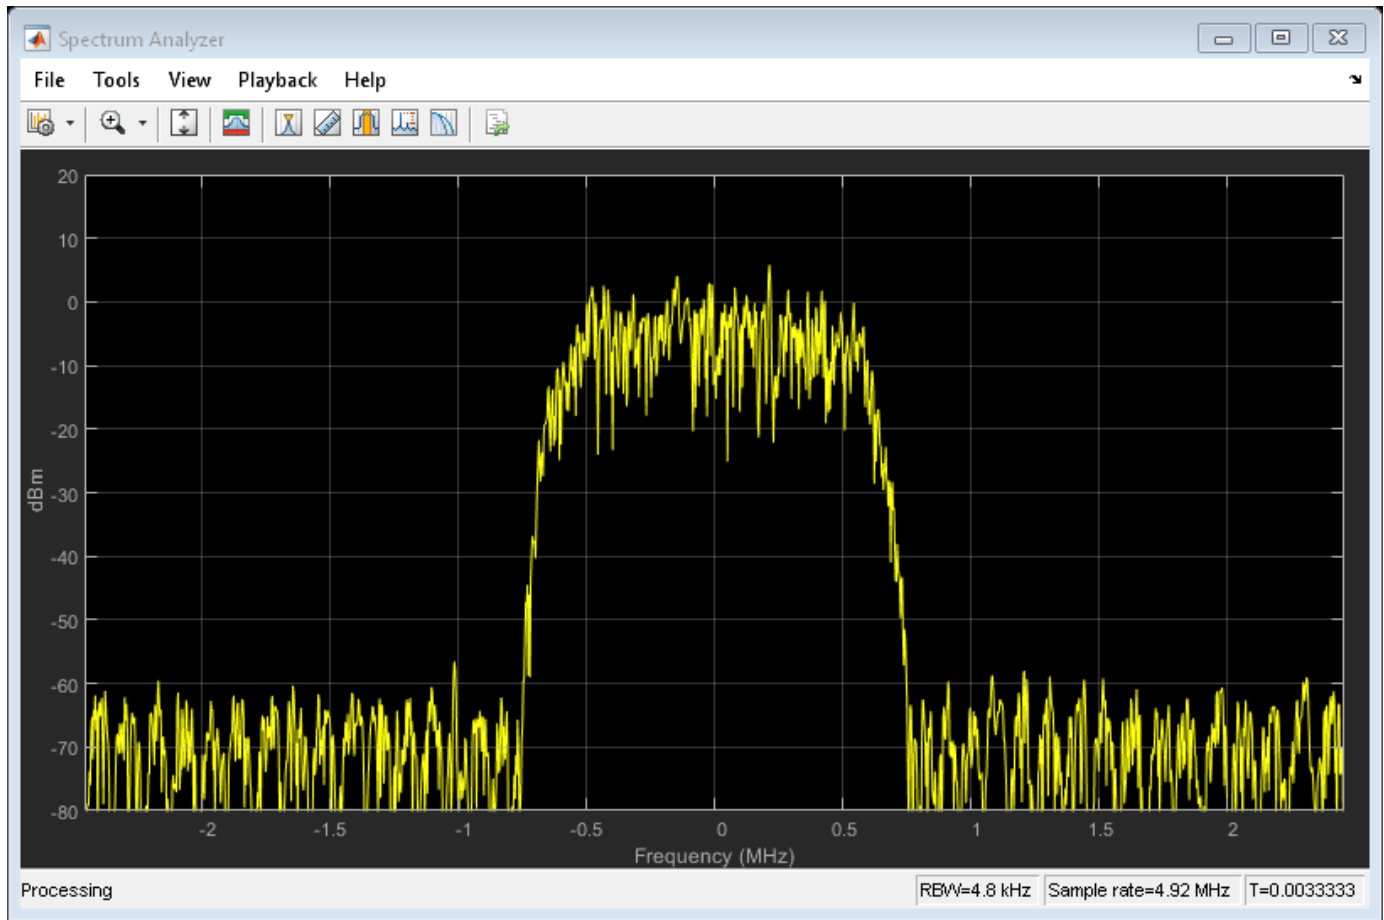 Spectrum Analyzer
File Tools View Playback Help
20
10
0
-10
-20
-30
-40
-50
-60
-70
-80
dBm
-2 -1.5 -1 -0.5 0 0.5 1 1.5 2
Frequency (MHz)
Processing RBW=4.8 kHz Sample rate=4.92 MHz T=0.0033333